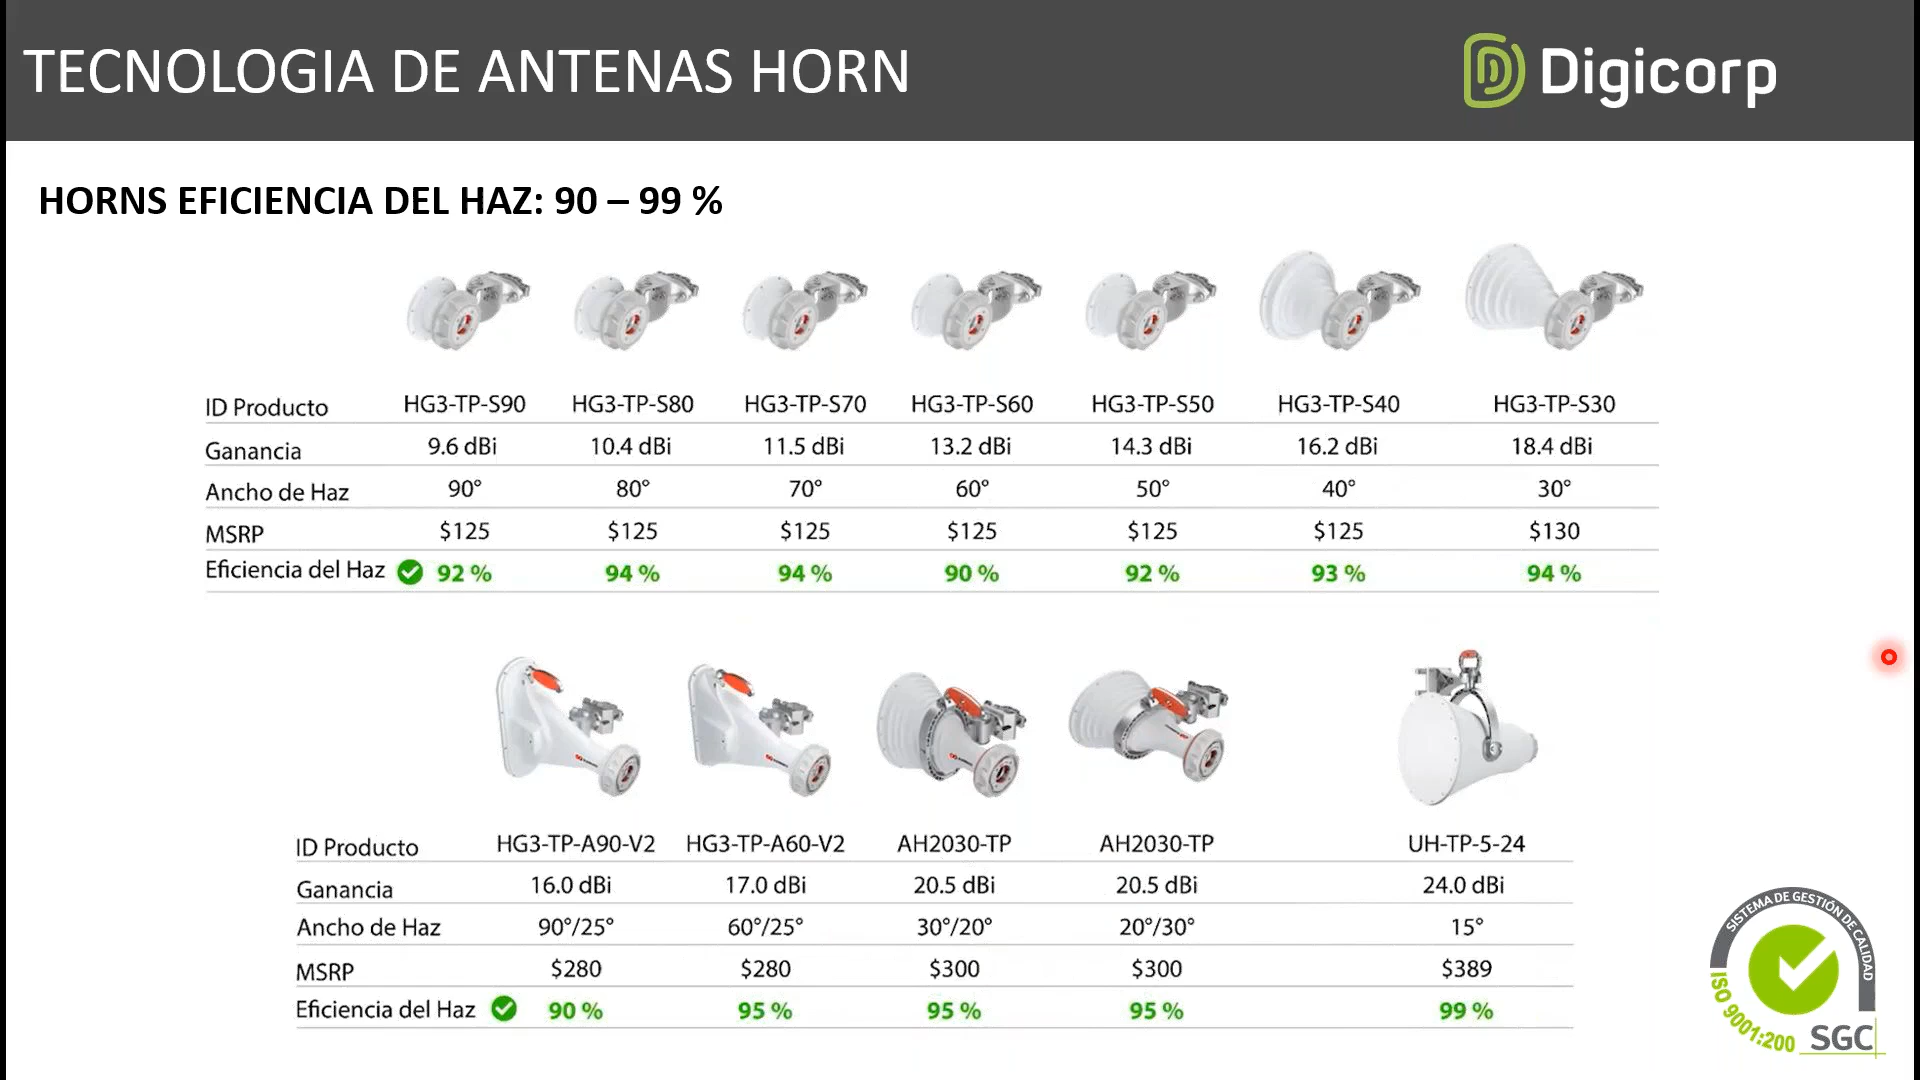 TECNOLOGIA DE ANTENAS HORN
Digicorp
HORNS EFICIENCIA DEL HAZ: 90 – 99 %
ID Producto HG3-TP-S90 HG3-TP-S80 HG3-TP-S70 HG3-TP-S60 HG3-TP-S50 HG3-TP-S40 HG3-TP-S30
Ganancia 9.6 dBi 10.4 dBi 11.5 dBi 13.2 dBi 14.3 dBi 16.2 dBi 18.4 dBi
Ancho de Haz 90° 80° 70° 60° 50° 40° 30°
MSRP $125 $125 $125 $125 $125 $125 $130
Eficiencia del Haz 92 % 94 % 94 % 90 % 92 % 93 % 94 %
ID Producto HG3-TP-A90-V2 HG3-TP-A60-V2 AH2030-TP AH2030-TP UH-TP-5-24
Ganancia 16.0 dBi 17.0 dBi 20.5 dBi 20.5 dBi 24.0 dBi
Ancho de Haz 90°/25° 60°/25° 30°/20° 20°/30° 15°
MSRP $280 $280 $300 $300 $389
Eficiencia del Haz 90 % 95 % 95 % 95 % 99 %
SISTEMA DE GESTIÓN DE CALIDAD
ISO 9001:200
SGC